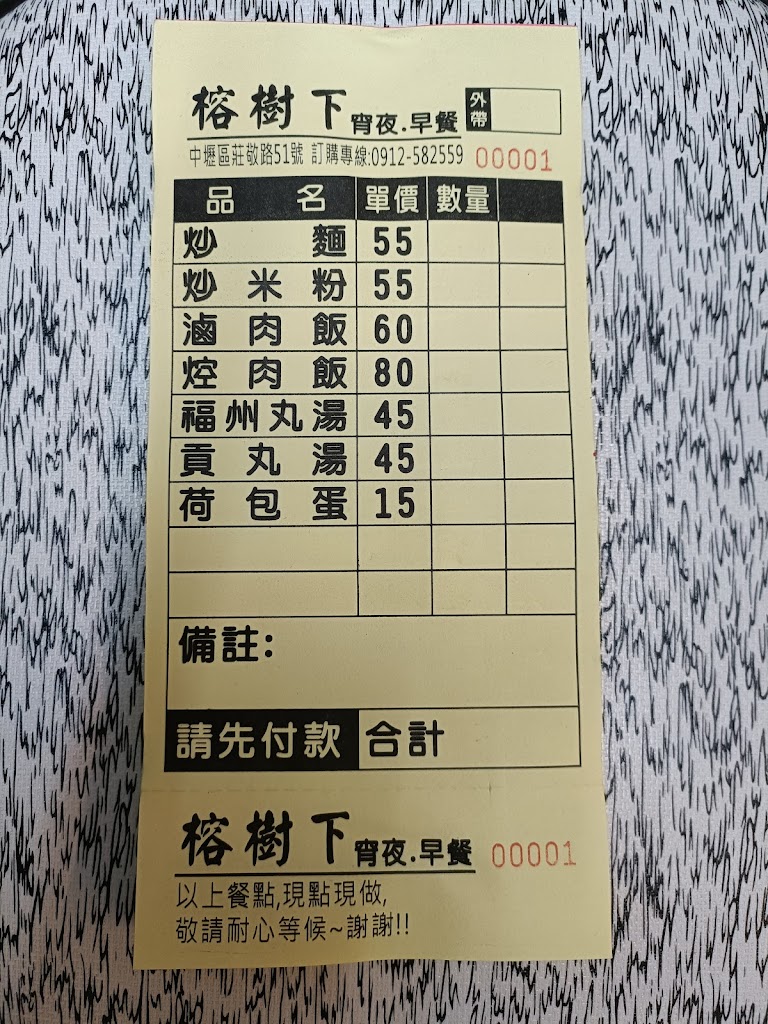 榕樹下 宵夜.早餐 外帶
中壢區莊敬路51號 訂購專線:0912-582559 00001
品名 單價 數量
炒麵 55
炒米粉 55
滷肉飯 60
焢肉飯 80
福州丸湯 45
貢丸湯 45
荷包蛋 15
備註:
請先付款 合計
榕樹下 宵夜.早餐 00001
以上餐點,現點現做,
敬請耐心等候~謝謝!!